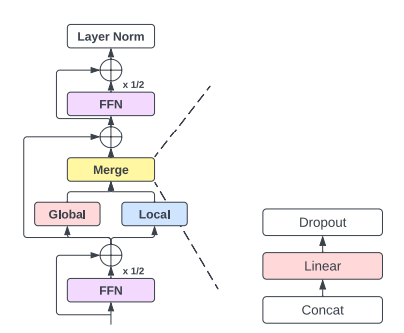 Layer Norm
x 1/2
FFN
Merge
Global
Local
x 1/2
FFN
Dropout
Linear
Concat